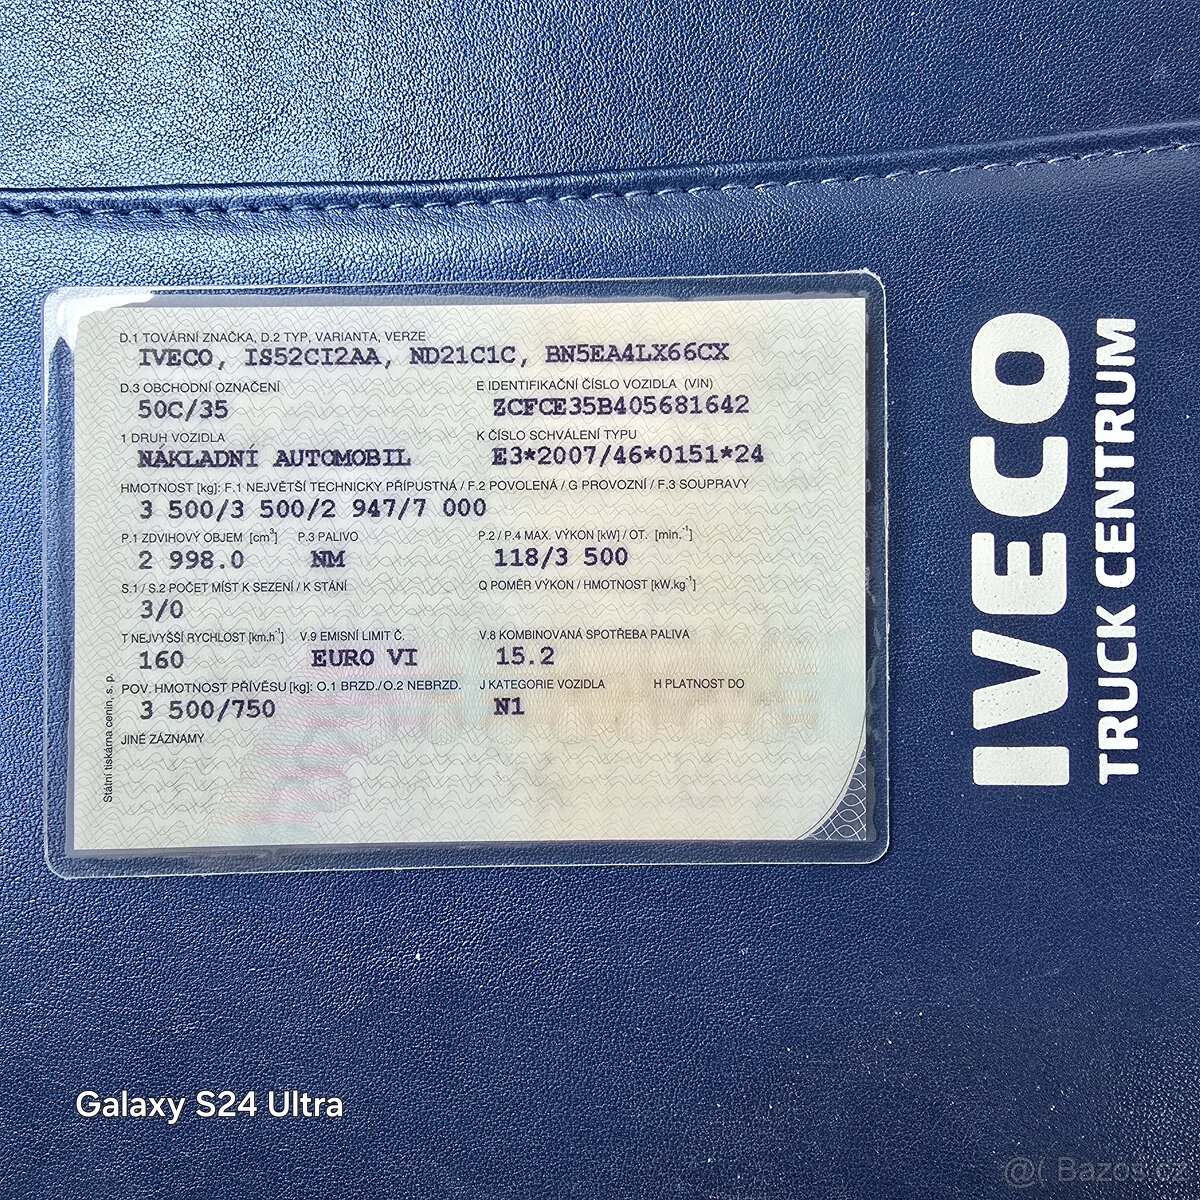 D.1 TOVÁRNÍ ZNAČKA, D.2 TYP, VARIANTA, VERZE
IVECO, IS52CI2AA, ND21C1C, BN5EA4LX66CX
D.3 OBCHODNÍ OZNAČENÍ E IDENTIFIKAČNÍ ČÍSLO VOZIDLA (VIN)
50C/35 ZCFCE35B405681642
1 DRUH VOZIDLA K ČÍSLO SCHVÁLENÍ TYPU
NÁKLADNÍ AUTOMOBIL E3*2007/46*0151*24
HMOTNOST [kg]: F.1 NEJVĚTŠÍ TECHNICKY PŘÍPUSTNÁ / F.2 POVOLENÁ / G PROVOZNÍ / F.3 SOUPRAVY
3 500/3 500/2 947/7 000
P.1 ZDVIHOVÝ OBJEM [cm³] P.3 PALIVO P.2 / P.4 MAX. VÝKON [kW] / OT. [min.⁻¹]
2 998.0 NM 118/3 500
S.1 / S.2 POČET MÍST K SEZENÍ / K STÁNÍ Q POMĚR VÝKON / HMOTNOST [kW.kg⁻¹]
3/0
T NEJVYŠŠÍ RYCHLOST [km.h⁻¹] V.9 EMISNÍ LIMIT Č. V.8 KOMBINOVANÁ SPOTŘEBA PALIVA
160 EURO VI 15.2
POV. HMOTNOST PŘÍVĚSU [kg]: O.1 BRZD./O.2 NEBRZD. J KATEGORIE VOZIDLA H PLATNOST DO
3 500/750 N1
JINÉ ZÁZNAMY
Státní tiskárna cenin, s. p.
IVECO
TRUCK CENTRUM
Galaxy S24 Ultra
@( Bazos.cz